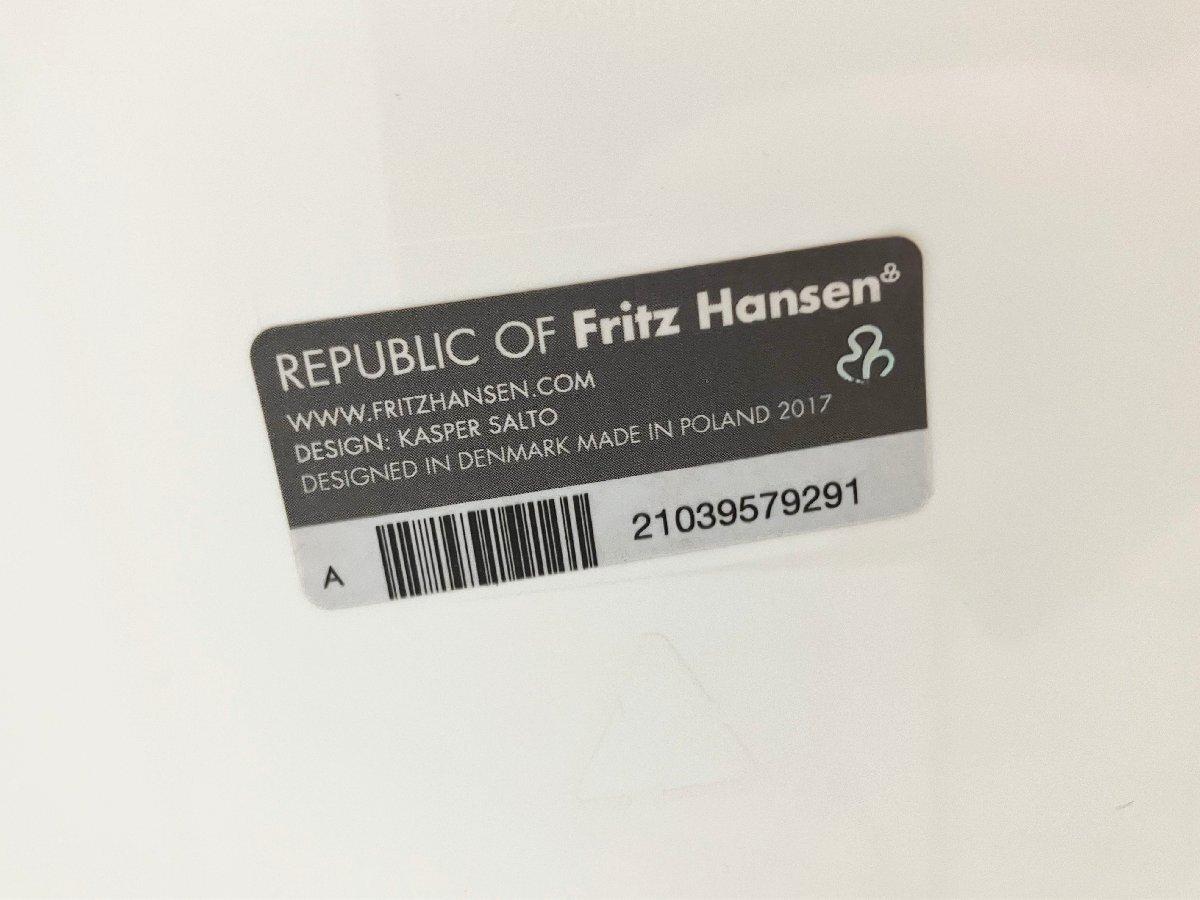 REPUBLIC OF Fritz Hansen
WWW.FRITZHANSEN.COM
DESIGN: KASPER SALTO
DESIGNED IN DENMARK MADE IN POLAND 2017
A 21039579291